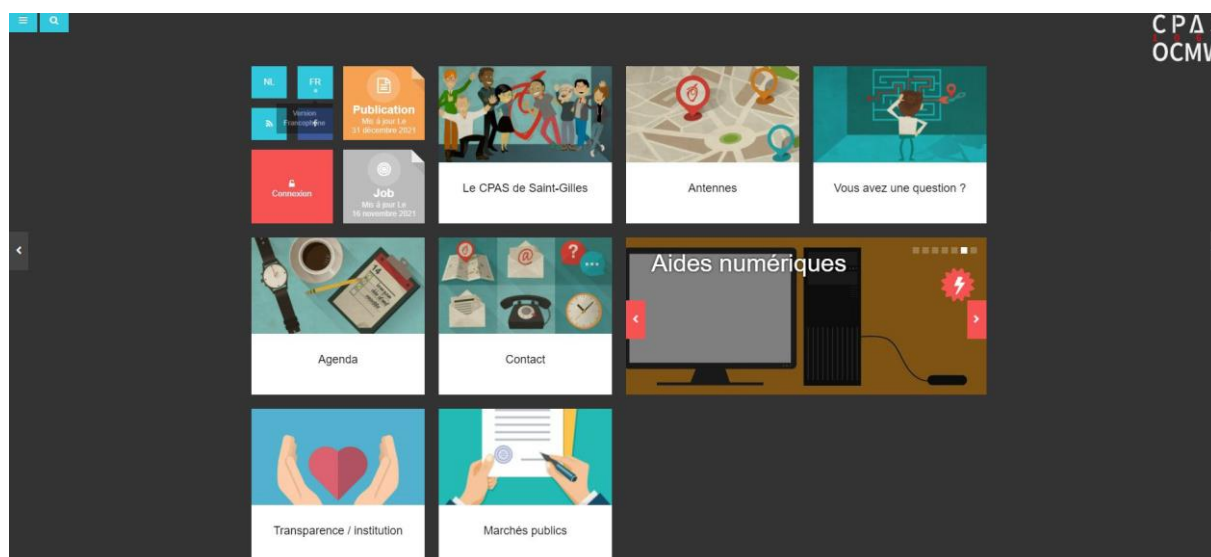 CPA
1060
OCMW
NL
FR
Version
Francophone
Publication
Mis à jour Le
31 décembre 2021
Connexion
Job
Mis à jour Le
16 novembre 2021
Le CPAS de Saint-Gilles
Antennes
Vous avez une question ?
14
Agenda
@
?
Contact
Aides numériques
Transparence / institution
Marchés publics